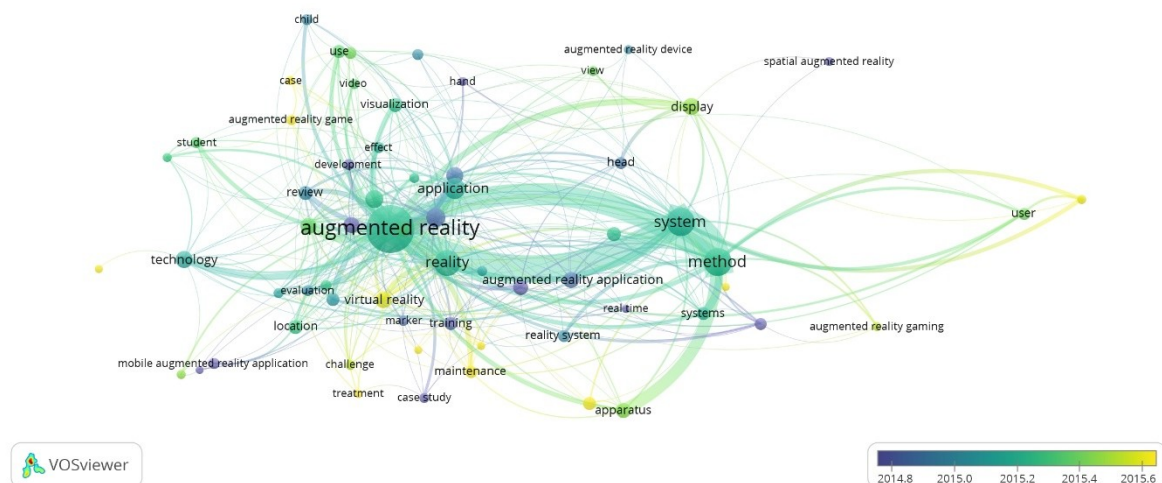 child
use
augmented reality device
spatial augmented reality
case
video
hand
view
visualization
display
augmented reality game
student
effect
development
head
review
application
augmented reality
system
user
technology
reality
method
augmented reality application
evaluation
virtual reality
real time
location
marker
training
systems
reality system
augmented reality gaming
mobile augmented reality application
challenge
maintenance
treatment
case study
apparatus
VOSviewer
2014.8 2015.0 2015.2 2015.4 2015.6